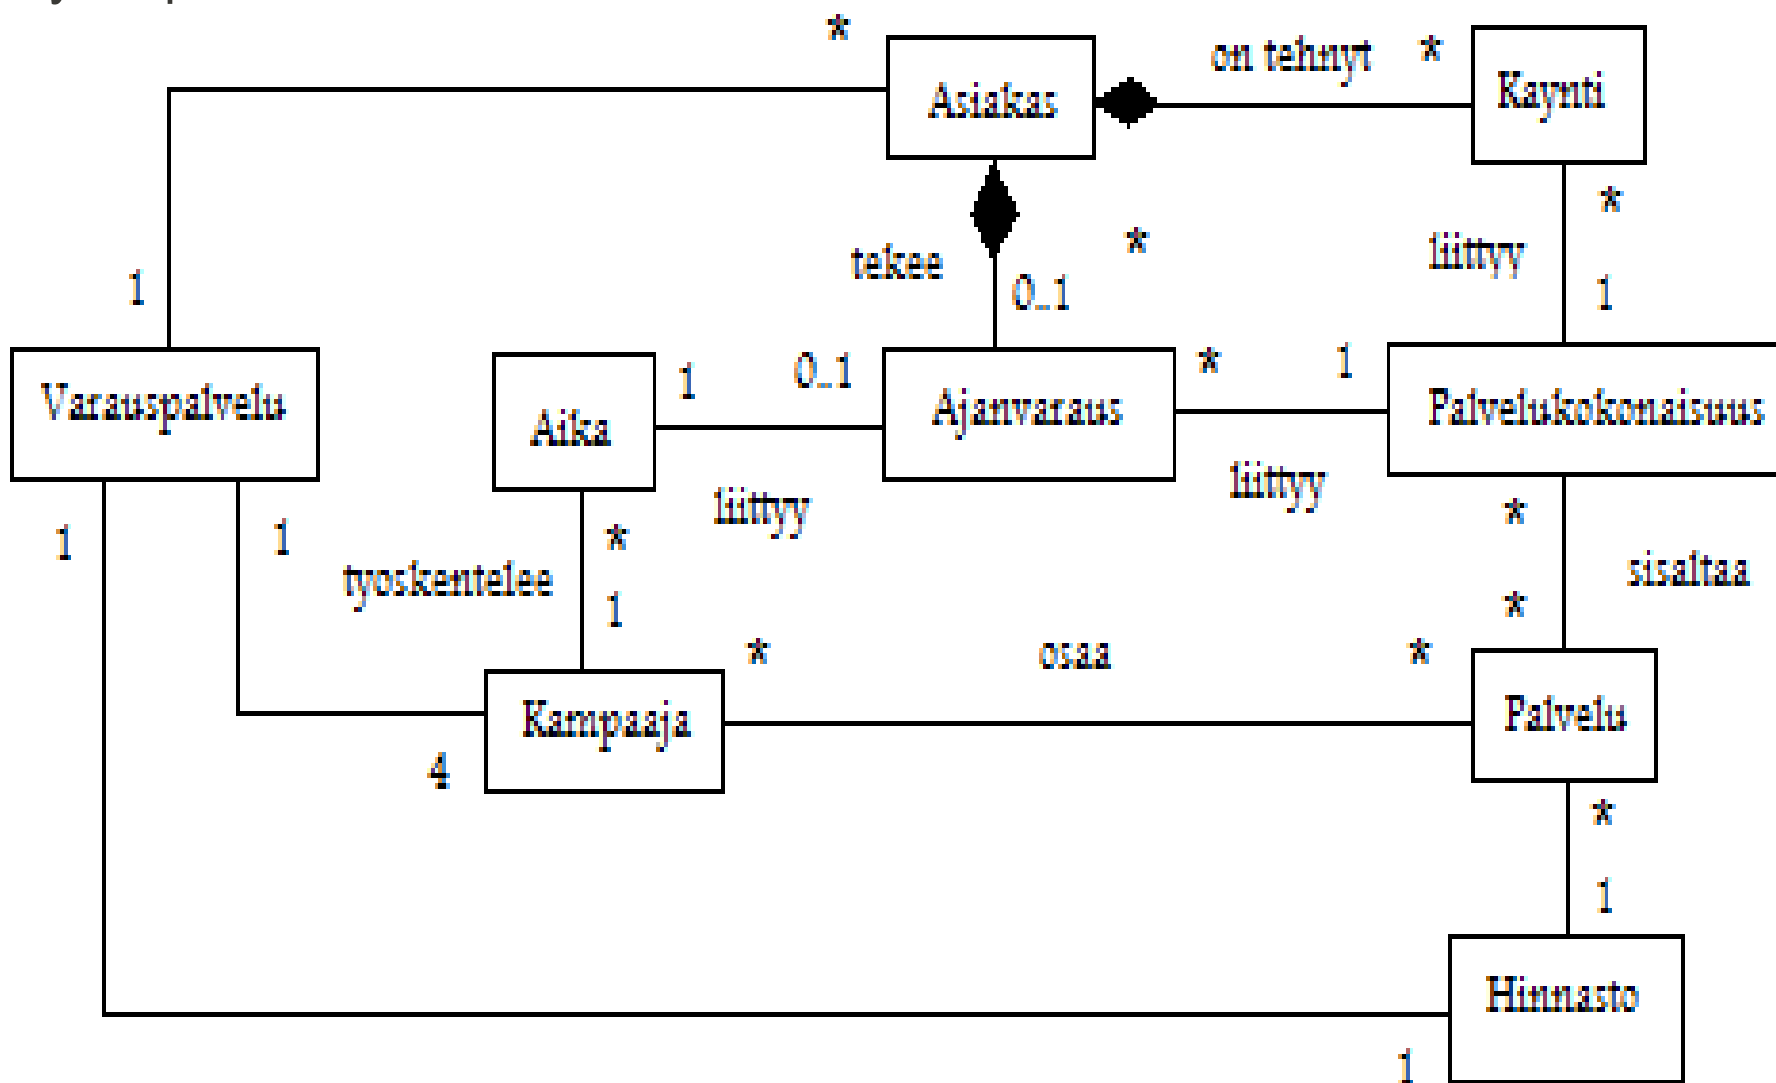 *
on tehnyt
*
Asiakas
Kaynti
*
*
tekee
liittyy
1
0..1
1
Varauspalvelu
Aika
1
0..1
Ajanvaraus
*
1
Palvelukokonaisuus
liittyy
liittyy
1
1
*
*
tyoskentelee
sisaltaa
1
*
*
osaa
*
Kampaaja
Palvelu
4
*
1
Hinnasto
1